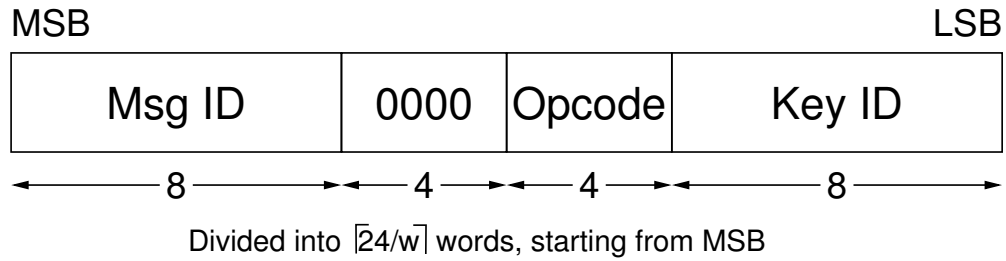 MSB LSB
Msg ID 0000 Opcode Key ID
8 4 4 8
Divided into ⌈24/w⌉ words, starting from MSB